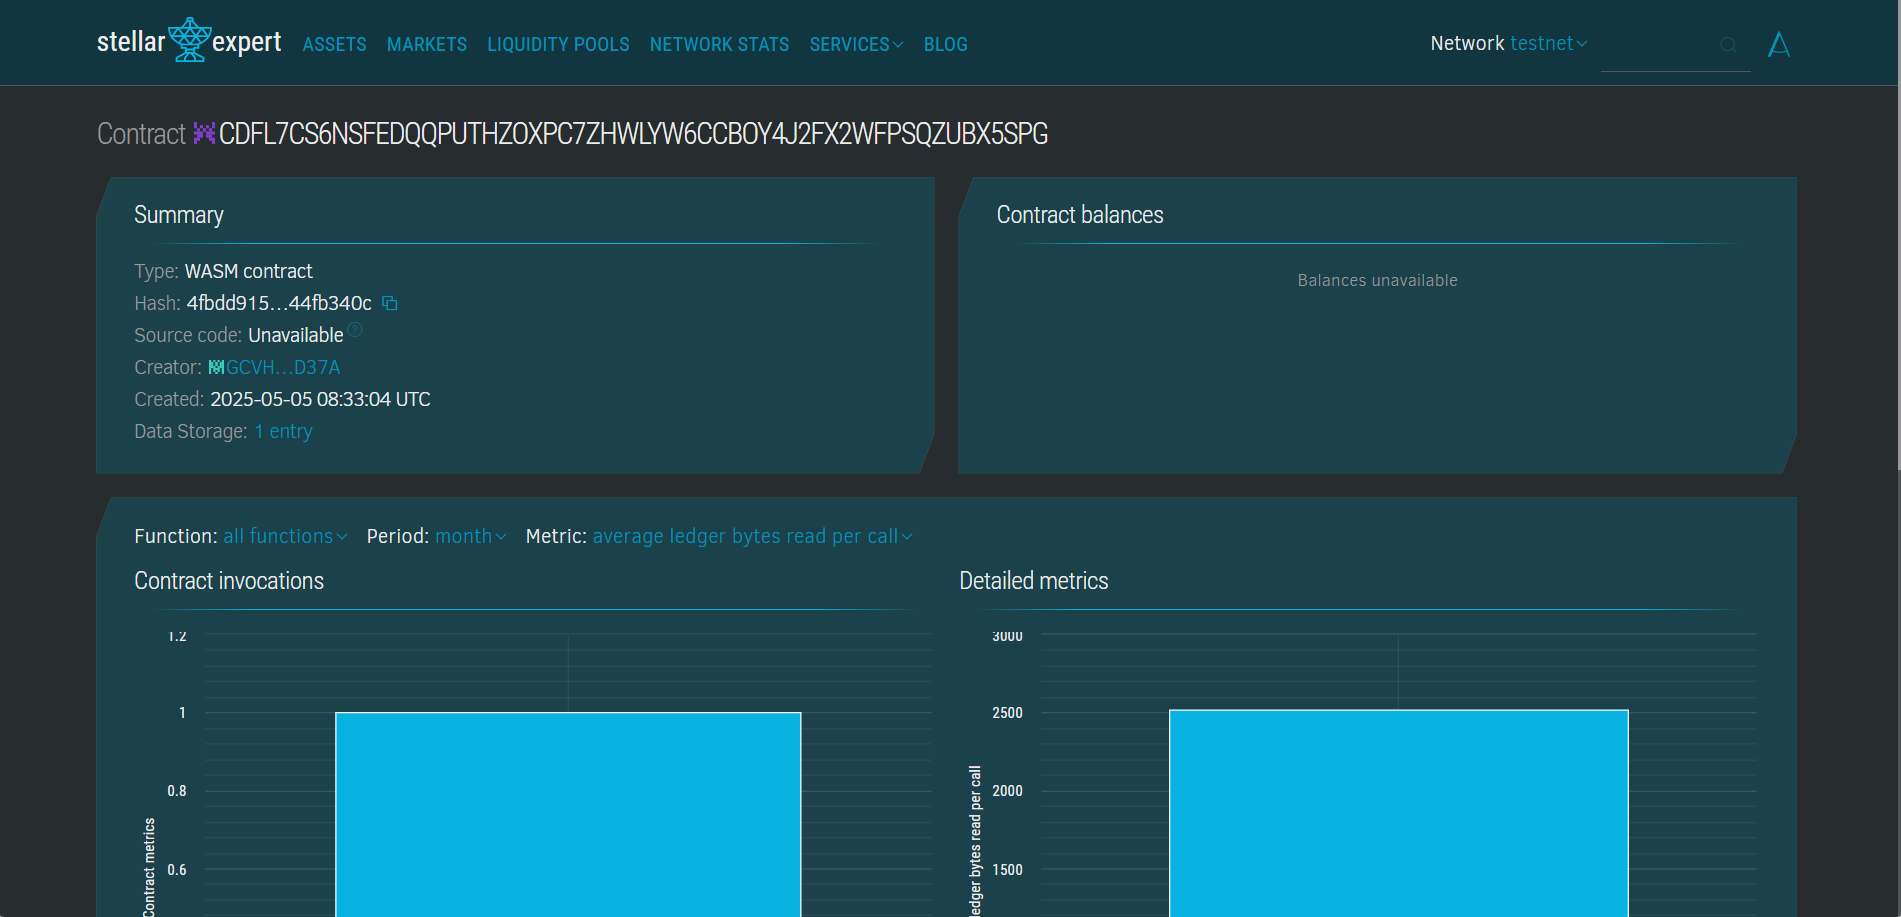 stellar expert ASSETS MARKETS LIQUIDITY POOLS NETWORK STATS SERVICES BLOG Network testnet
Contract CDFL7CS6NSFEDQQPUTHZOXPC7ZHWLYW6CCBOY4J2FX2WFPSQZUBX5SPG
Summary
Type: WASM contract
Hash: 4fbdd915...44fb340c
Source code: Unavailable
Creator: GCVH...D37A
Created: 2025-05-05 08:33:04 UTC
Data Storage: 1 entry
Contract balances
Balances unavailable
Function: all functions Period: month Metric: average ledger bytes read per call
Contract invocations
1.2
1
0.8
0.6
Contract metrics
Detailed metrics
3000
2500
2000
1500
ledger bytes read per call